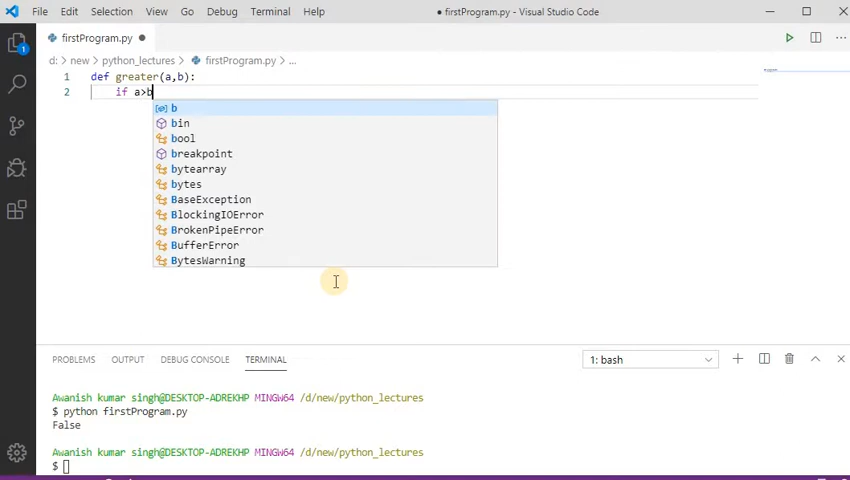 File Edit Selection View Go Debug Terminal Help ● firstProgram.py - Visual Studio Code
firstProgram.py ●
d: > new > python_lectures > firstProgram.py > ...
1 def greater(a,b):
2 if a>b
b
bin
bool
breakpoint
bytearray
bytes
BaseException
BlockingIOError
BrokenPipeError
BufferError
BytesWarning
1
PROBLEMS OUTPUT DEBUG CONSOLE TERMINAL 1: bash
Awanish kumar singh@DESKTOP-ADREKHP MINGW64 /d/new/python_lectures
$ python firstProgram.py
False
Awanish kumar singh@DESKTOP-ADREKHP MINGW64 /d/new/python_lectures
$